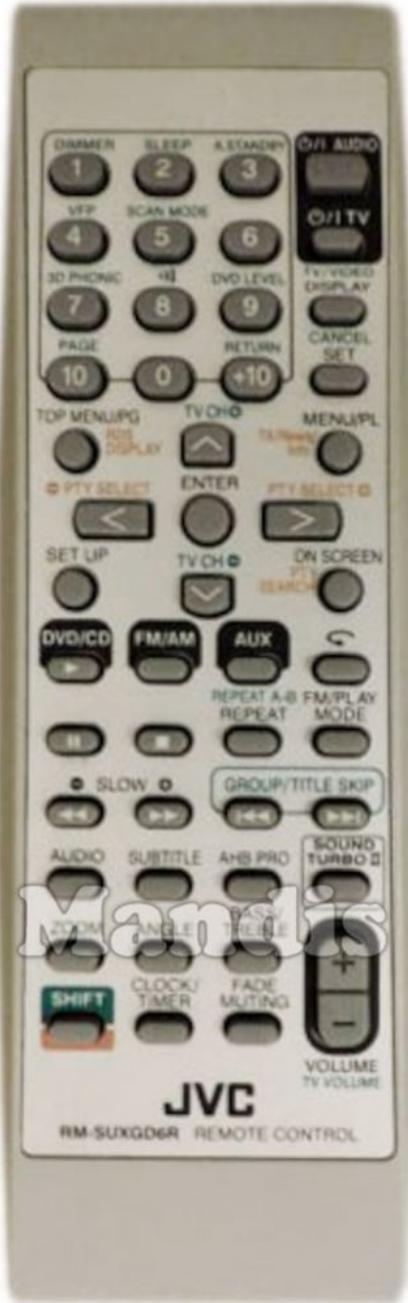 DIMMER SLEEP A.STANDBY ⏻/I AUDIO
1 2 3
VFP SCAN MODE ⏻/I TV
4 5 6
3D PHONIC DVD LEVEL TV/VIDEO
DISPLAY
7 8 9
PAGE RETURN CANCEL
SET
10 0 +10
TOP MENU/PG TV CH MENU/PL
RDS
DISPLAY
ENTER
PTY SELECT PTY SELECT
< >
SET UP TV CH ON SCREEN
PTY
SEARCH
DVD/CD FM/AM AUX
REPEAT A-B FM/PLAY
REPEAT MODE
SLOW GROUP/TITLE SKIP
AUDIO SUBTITLE AHB PRO SOUND
TURBO II
Mandis
ZOOM ANGLE BASS/
TREBLE
+
SHIFT CLOCK/
TIMER FADE
MUTING
−
VOLUME
TV VOLUME
JVC
RM-SUXGD6R REMOTE CONTROL